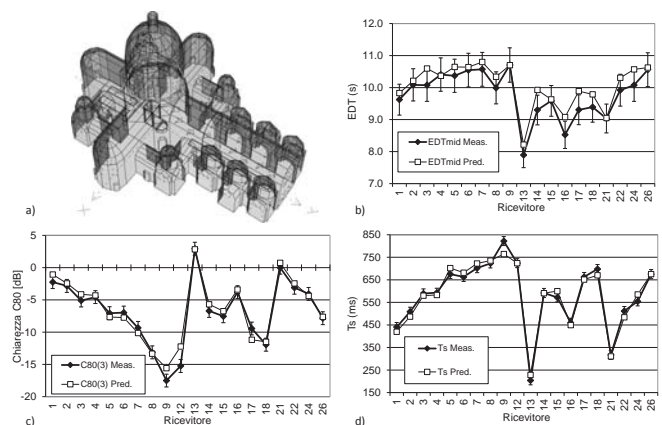 a)
EDT (s)
11.0
10.0
9.0
8.0
7.0
6.0
EDTmid Meas.
EDTmid Pred.
1 2 3 4 5 6 7 8 9 13 14 15 16 17 19 21 22 24 26
Ricevitore
b)
Chiarezza C80 [dB]
5
0
-5
-10
-15
-20
C80(3) Meas.
C80(3) Pred.
1 2 3 4 5 6 7 8 9 12 13 14 15 16 17 18 21 22 24 26
Ricevitore
c)
Ts (ms)
750
650
550
450
350
250
150
Ts Meas.
Ts Pred.
1 2 3 4 5 6 7 8 9 12 13 14 15 16 17 18 21 22 24 26
Ricevitore
d)